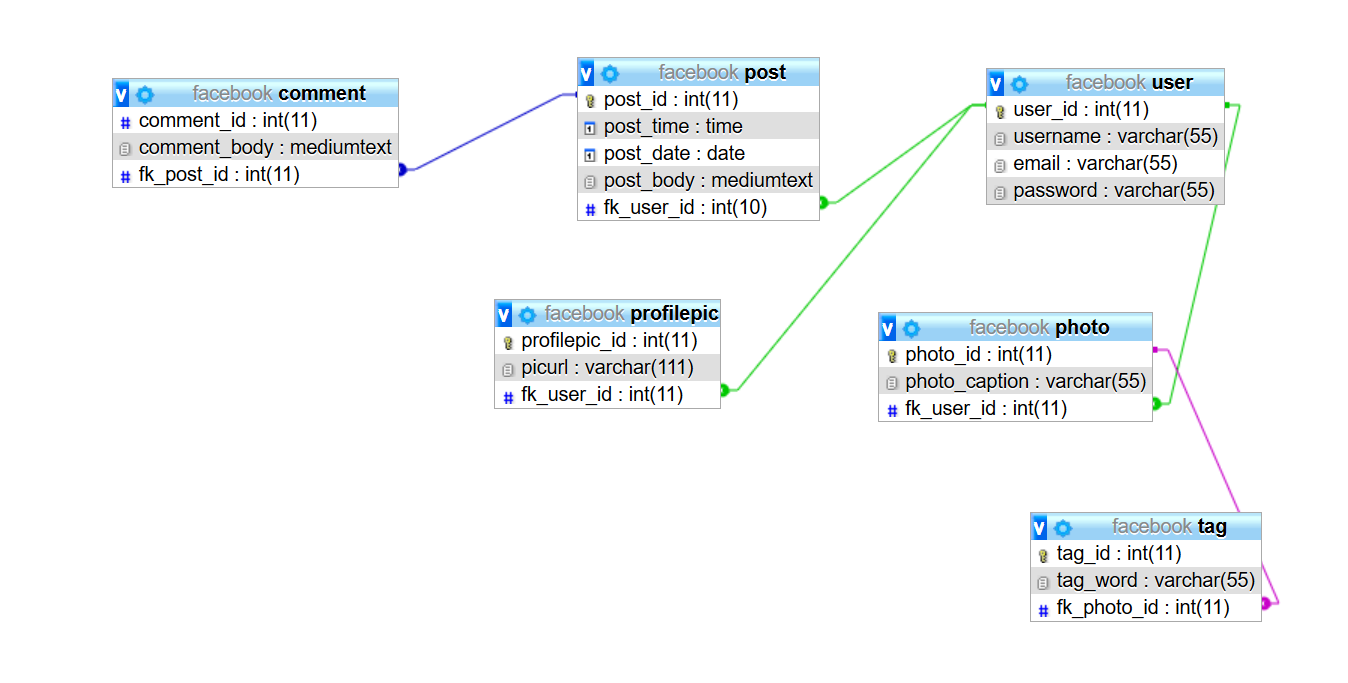 facebook comment
comment_id : int(11)
comment_body : mediumtext
fk_post_id : int(11)
facebook post
post_id : int(11)
post_time : time
post_date : date
post_body : mediumtext
fk_user_id : int(10)
facebook user
user_id : int(11)
username : varchar(55)
email : varchar(55)
password : varchar(55)
facebook profilepic
profilepic_id : int(11)
picurl : varchar(111)
fk_user_id : int(11)
facebook photo
photo_id : int(11)
photo_caption : varchar(55)
fk_user_id : int(11)
facebook tag
tag_id : int(11)
tag_word : varchar(55)
fk_photo_id : int(11)